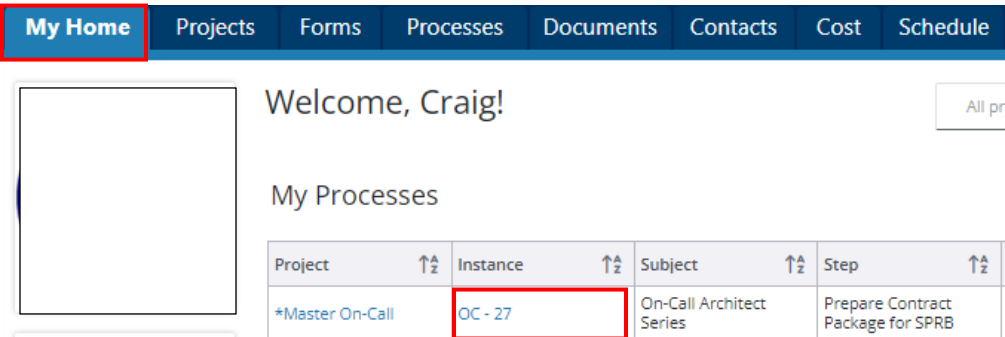 My Home Projects Forms Processes Documents Contacts Cost Schedule
Welcome, Craig!
All pr
My Processes
Project Instance Subject Step
*Master On-Call OC - 27 On-Call Architect Series Prepare Contract Package for SPRB